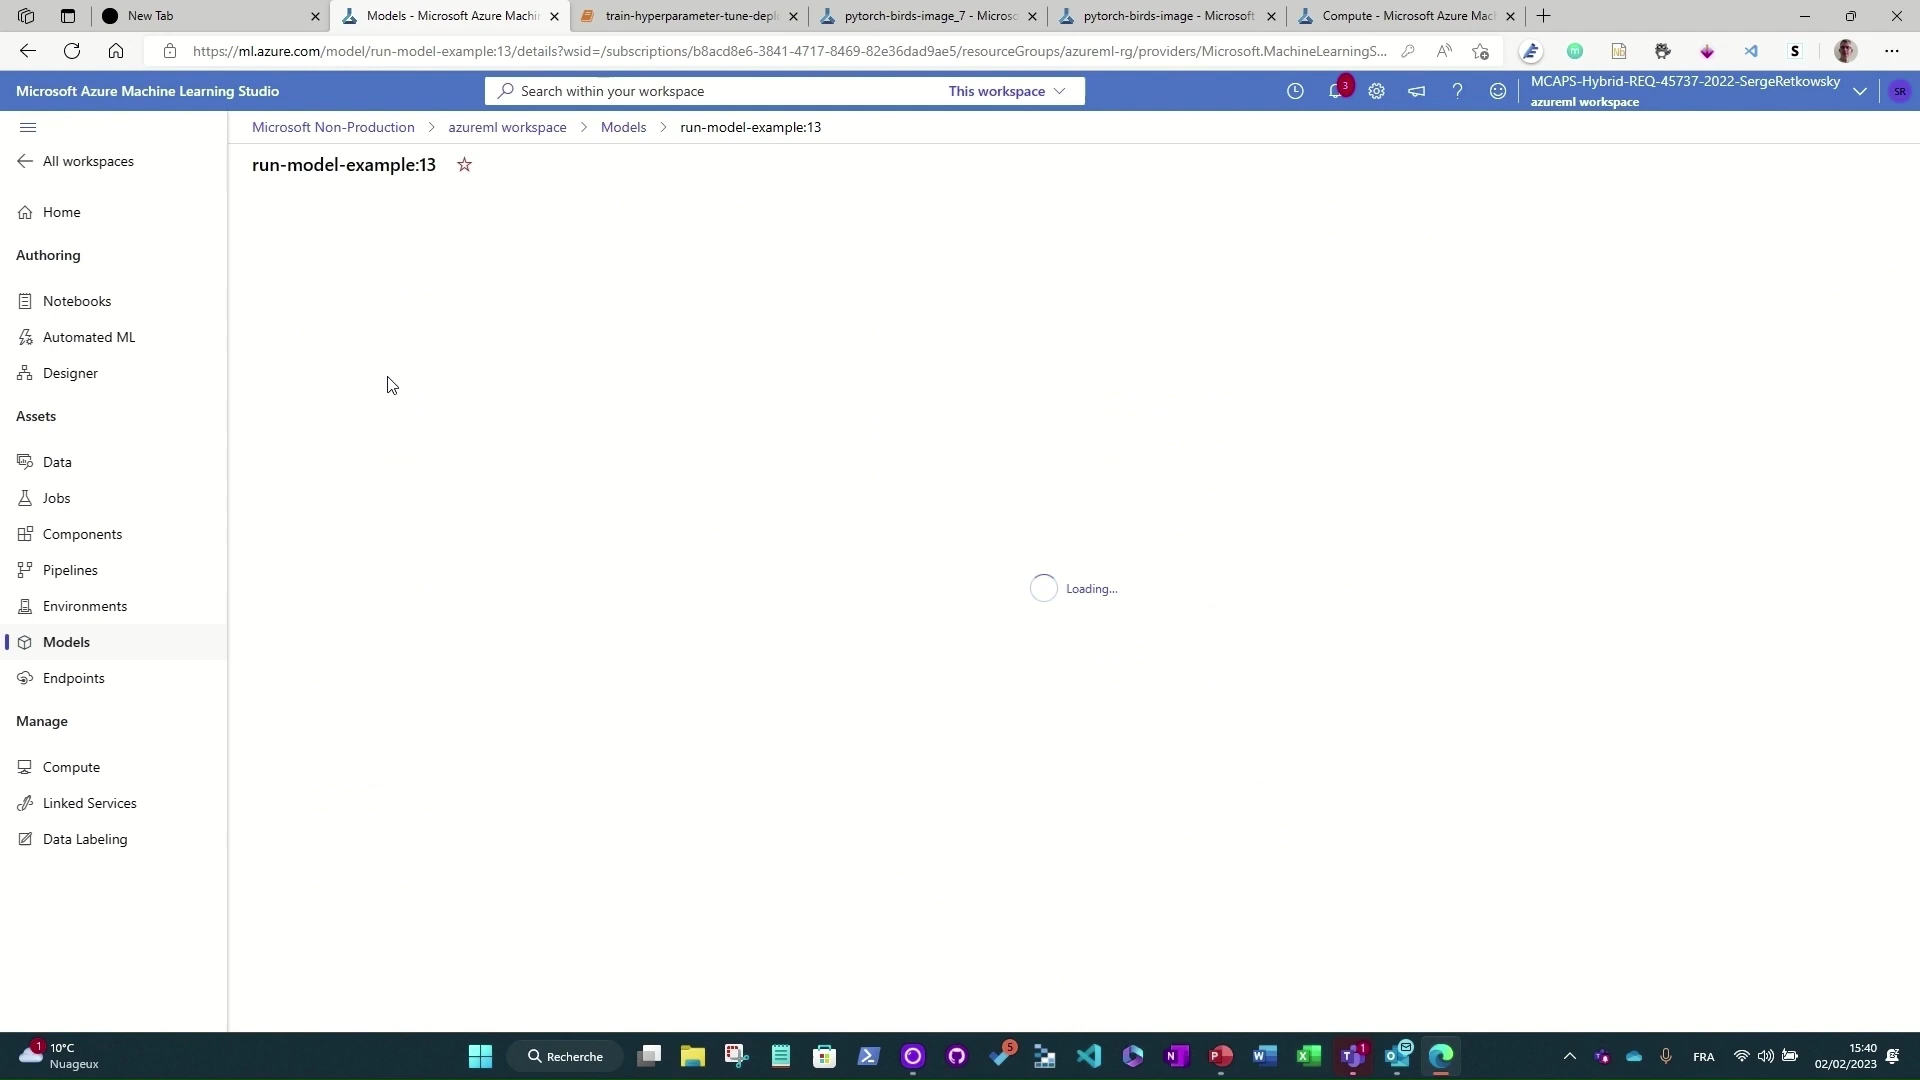 New Tab
Models - Microsoft Azure Machi
train-hyperparameter-tune-depl
pytorch-birds-image_7 - Microsc
pytorch-birds-image - Microsoft
Compute - Microsoft Azure Mac
https://ml.azure.com/model/run-model-example:13/details?wsid=/subscriptions/b8acd8e6-3841-4717-8469-82e36dad9ae5/resourceGroups/azureml-rg/providers/Microsoft.MachineLearningS...
Microsoft Azure Machine Learning Studio
Search within your workspace
This workspace
3
MCAPS-Hybrid-REQ-45737-2022-SergeRetkowsky
azureml workspace
SR
Microsoft Non-Production
azureml workspace
Models
run-model-example:13
All workspaces
run-model-example:13
Home
Authoring
Notebooks
Automated ML
Designer
Assets
Data
Jobs
Components
Pipelines
Environments
Models
Endpoints
Manage
Compute
Linked Services
Data Labeling
Loading...
1
10°C
Nuageux
Recherche
5
1
FRA
15:40
02/02/2023